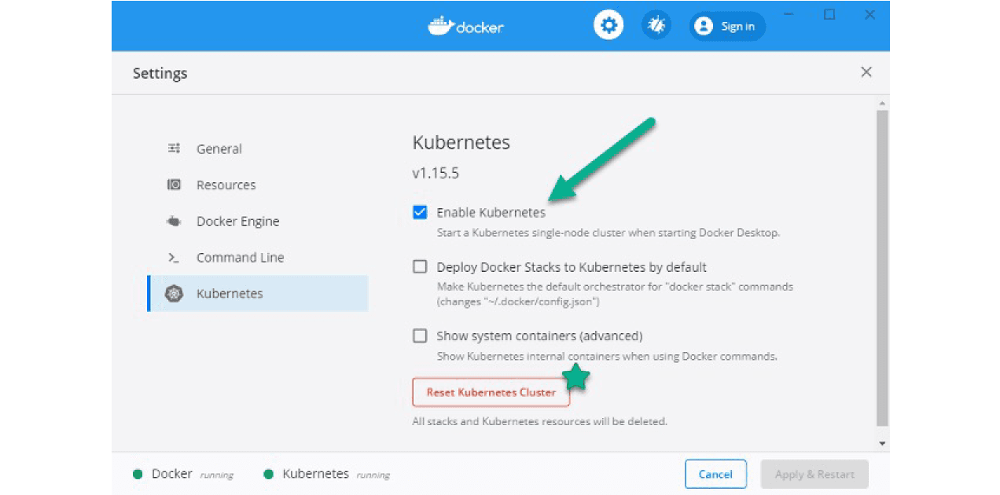 docker
Sign in
Settings
General
Resources
Docker Engine
Command Line
Kubernetes
Kubernetes
v1.15.5
Enable Kubernetes
Start a Kubernetes single-node cluster when starting Docker Desktop.
Deploy Docker Stacks to Kubernetes by default
Make Kubernetes the default orchestrator for "docker stack" commands
(changes "~/.docker/config.json")
Show system containers (advanced)
Show Kubernetes internal containers when using Docker commands.
Reset Kubernetes Cluster
All stacks and Kubernetes resources will be deleted.
Docker running
Kubernetes running
Cancel
Apply & Restart